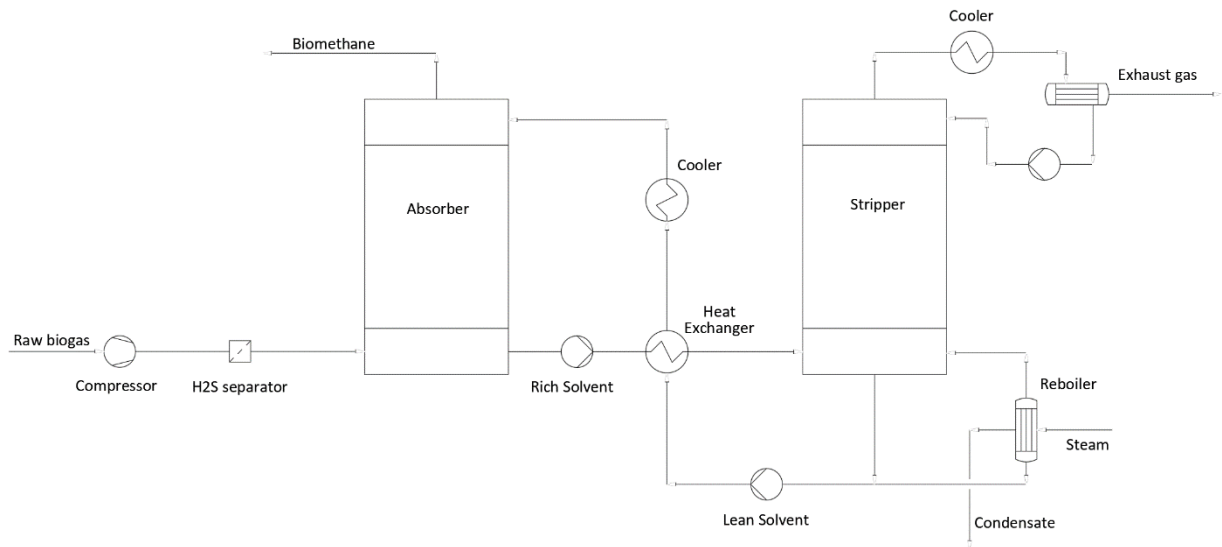 Cooler
Biomethane
Exhaust gas
Cooler
Absorber
Stripper
Heat
Exchanger
Raw biogas
Compressor
H2S separator
Rich Solvent
Reboiler
Steam
Lean Solvent
Condensate